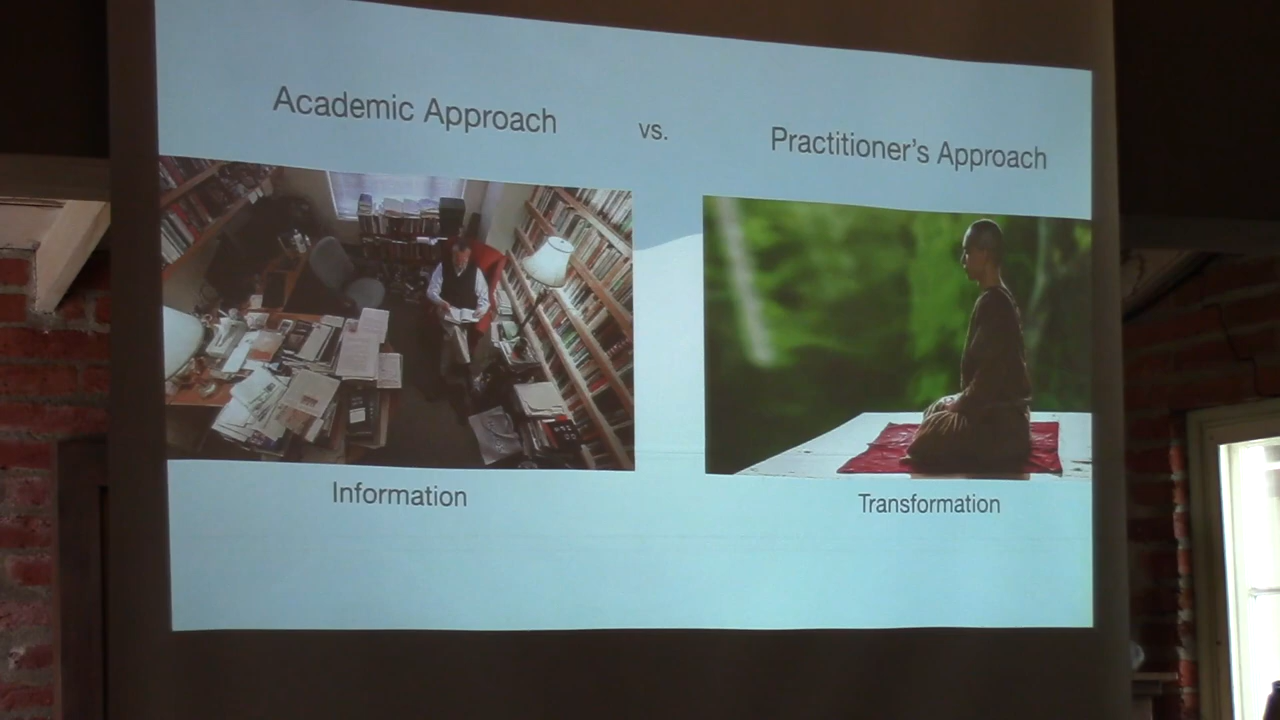 Academic Approach
vs.
Practitioner's Approach
Information
Transformation